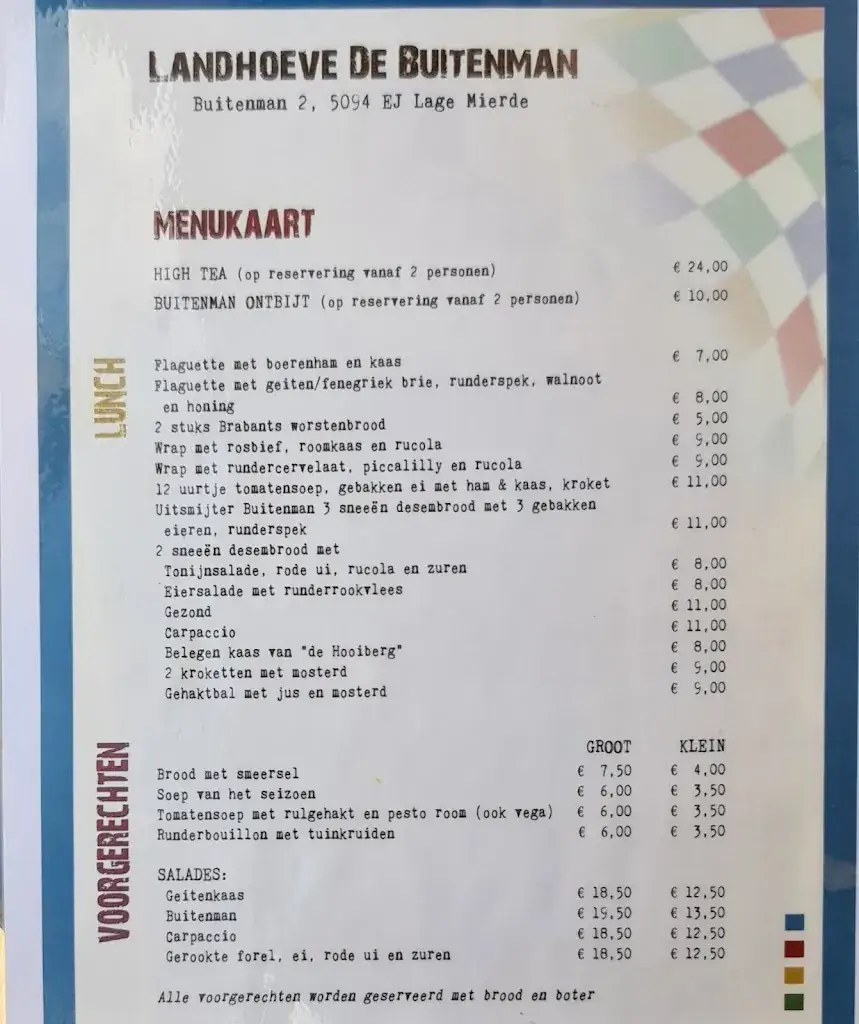 LANDHOEVE DE BUITENMAN
Buitenman 2, 5094 EJ Lage Mierde
MENUKAART
HIGH TEA (op reservering vanaf 2 personen) € 24,00
BUITENMAN ONTBIJT (op reservering vanaf 2 personen) € 10,00
LUNCH
Flaguette met boerenham en kaas € 7,00
Flaguette met geiten/fenegriek brie, runderspek, walnoot
en honing € 8,00
2 stuks Brabants worstenbrood € 5,00
Wrap met rosbief, roomkaas en rucola € 9,00
Wrap met rundercervelaat, piccalilly en rucola € 9,00
12 uurtje tomatensoep, gebakken ei met ham & kaas, kroket € 11,00
Uitsmijter Buitenman 3 sneeën desembrood met 3 gebakken
eieren, runderspek € 11,00
2 sneeën desembrood met
Tonijnsalade, rode ui, rucola en zuren € 8,00
Eiersalade met runderrookvlees € 8,00
Gezond € 11,00
Carpaccio € 11,00
Belegen kaas van "de Hooiberg" € 8,00
2 kroketten met mosterd € 9,00
Gehaktbal met jus en mosterd € 9,00
VOORGERECHTEN
GROOT KLEIN
Brood met smeersel € 7,50 € 4,00
Soep van het seizoen € 6,00 € 3,50
Tomatensoep met rulgehakt en pesto room (ook vega) € 6,00 € 3,50
Runderbouillon met tuinkruiden € 6,00 € 3,50
SALADES:
Geitenkaas € 18,50 € 12,50
Buitenman € 19,50 € 13,50
Carpaccio € 18,50 € 12,50
Gerookte forel, ei, rode ui en zuren € 18,50 € 12,50
Alle voorgerechten worden geserveerd met brood en boter